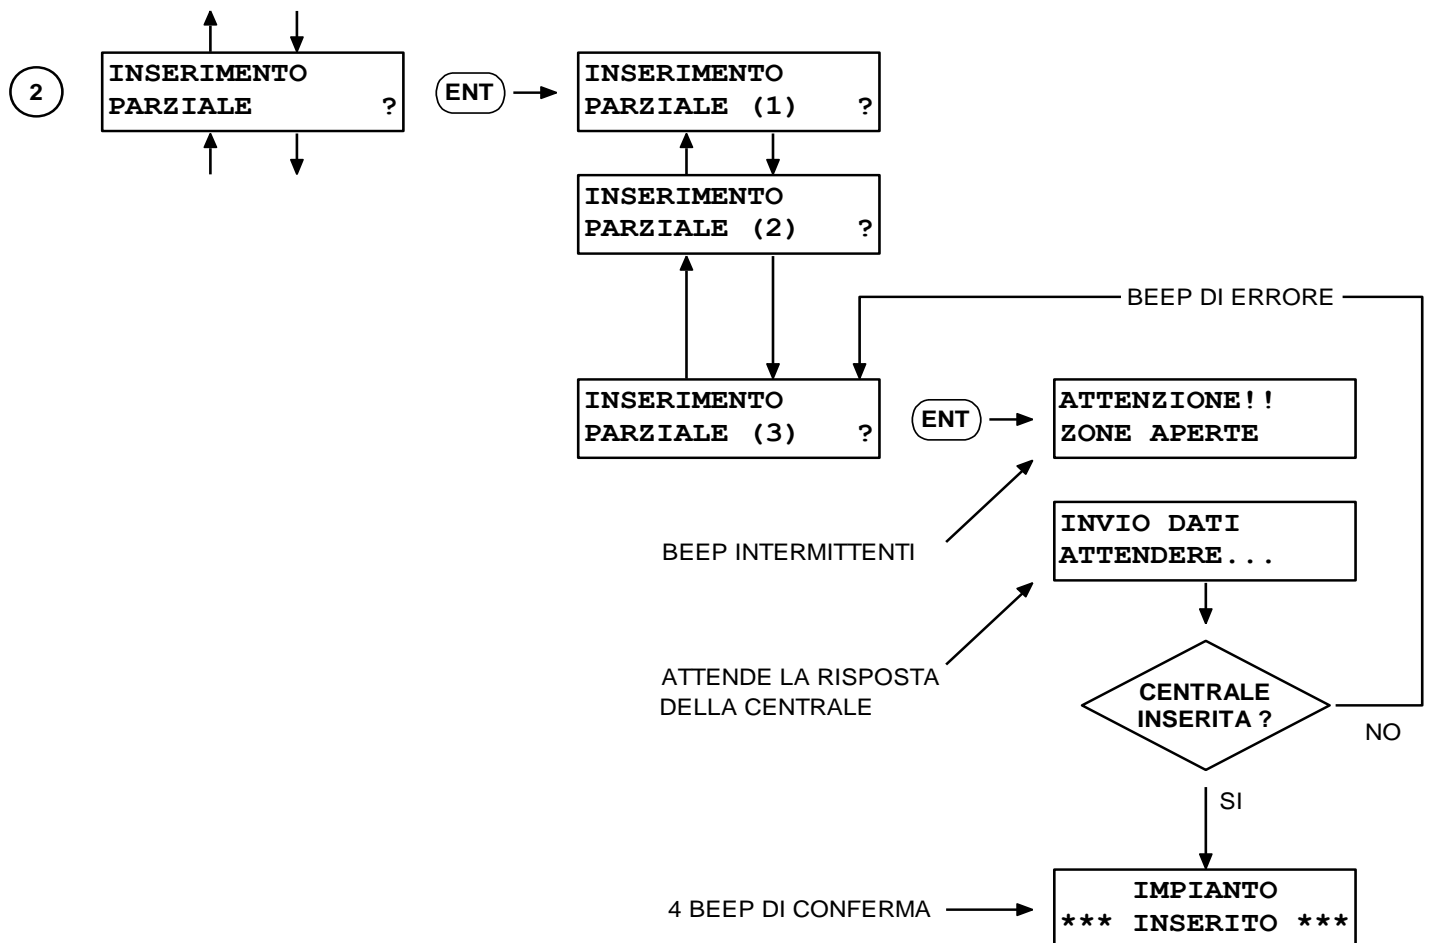 2
INSERIMENTO
PARZIALE ?
ENT
INSERIMENTO
PARZIALE (1) ?
INSERIMENTO
PARZIALE (2) ?
BEEP DI ERRORE
INSERIMENTO
PARZIALE (3) ?
ENT
ATTENZIONE!!
ZONE APERTE
BEEP INTERMITTENTI
INVIO DATI
ATTENDERE...
ATTENDE LA RISPOSTA
DELLA CENTRALE
CENTRALE
INSERITA ?
NO
SI
4 BEEP DI CONFERMA
IMPIANTO
*** INSERITO ***